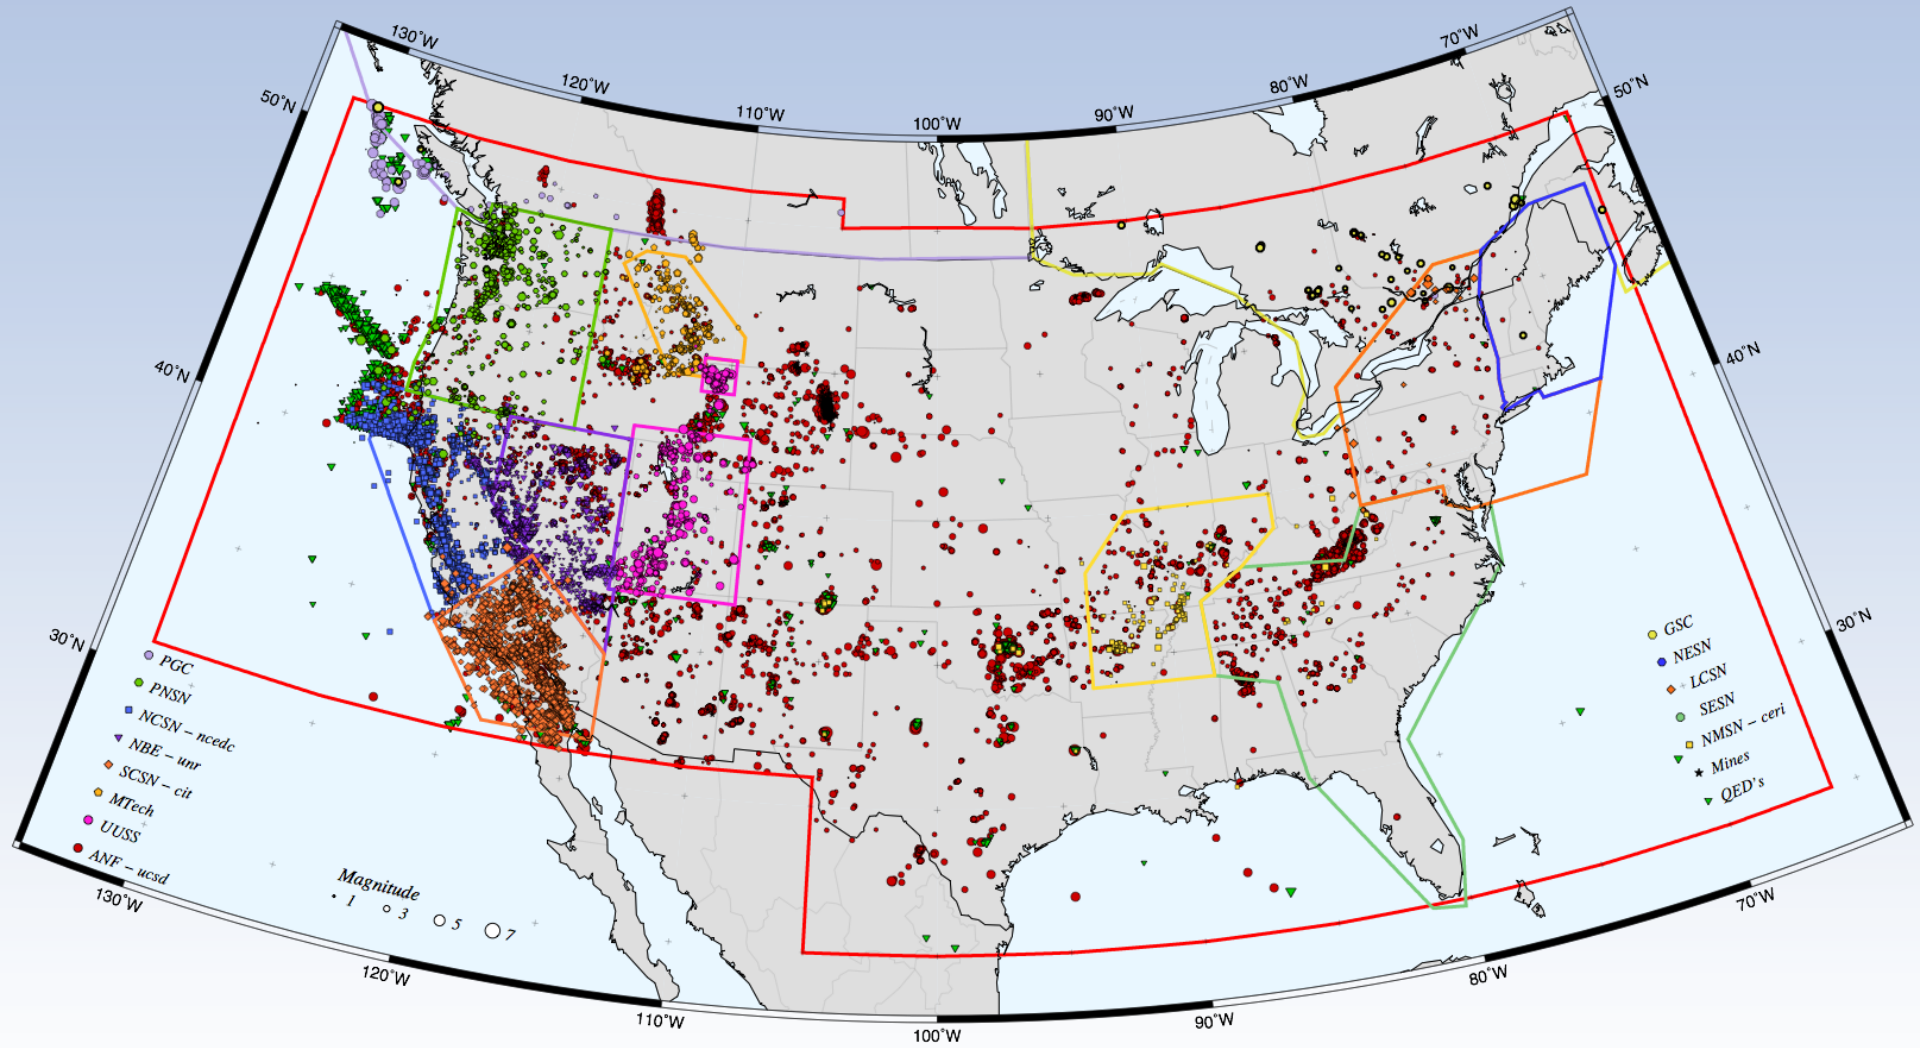 130˚W
70˚W
120˚W
80˚W
50˚N
50˚N
110˚W
90˚W
100˚W
40˚N
40˚N
30˚N
30˚N
PGC
PNSN
NCSN - ncedc
NBE - unr
SCSN - cit
MTech
UUSS
ANF - ucsd
GSC
NESN
LCSN
SESN
NMSN - ceri
Mines
QED's
Magnitude
1 3 5 7
130˚W
70˚W
120˚W
80˚W
110˚W
90˚W
100˚W